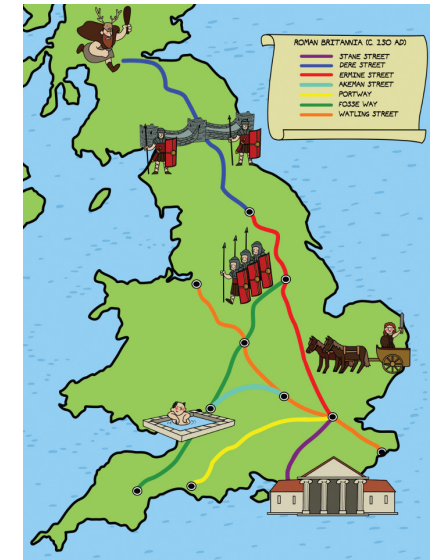 ROMAN BRITANNIA (C. 130 AD)
STANE STREET
DERE STREET
ERMINE STREET
AKEMAN STREET
PORTWAY
FOSSE WAY
WATLING STREET